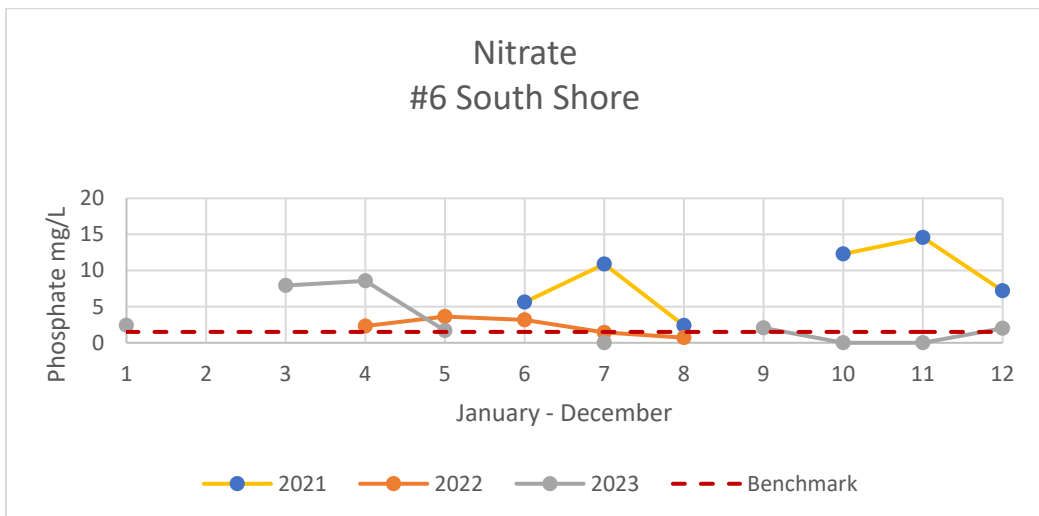 Nitrate
#6 South Shore
Phosphate mg/L
20
15
10
5
0
1 2 3 4 5 6 7 8 9 10 11 12
January - December
2021 2022 2023 Benchmark